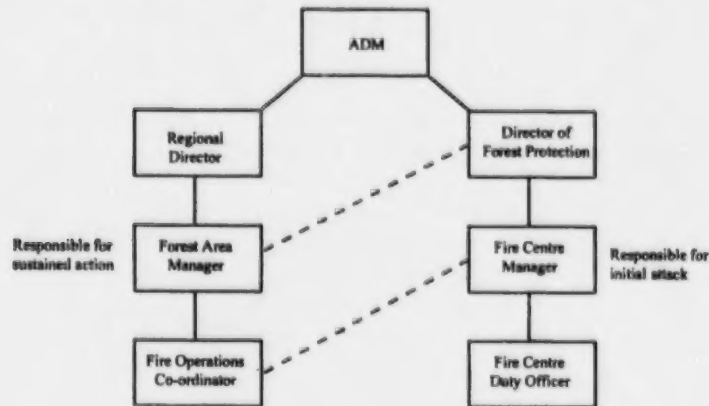 ADM
Regional
Director
Director of
Forest Protection
Responsible for
sustained action
Forest Area
Manager
Fire Centre
Manager
Responsible for
initial attack
Fire Operations
Co-ordinator
Fire Centre
Duty Officer